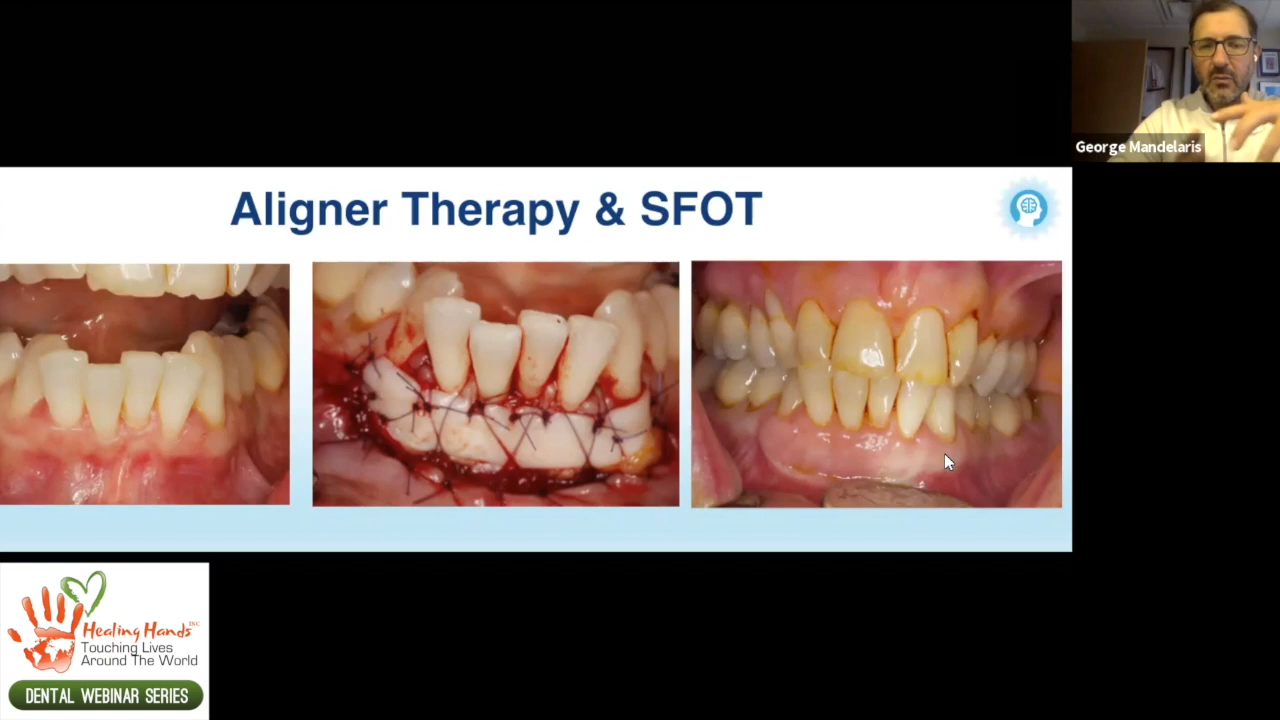 George Mandelaris
Aligner Therapy & SFOT
Healing Hands INC
Touching Lives
Around The World
DENTAL WEBINAR SERIES